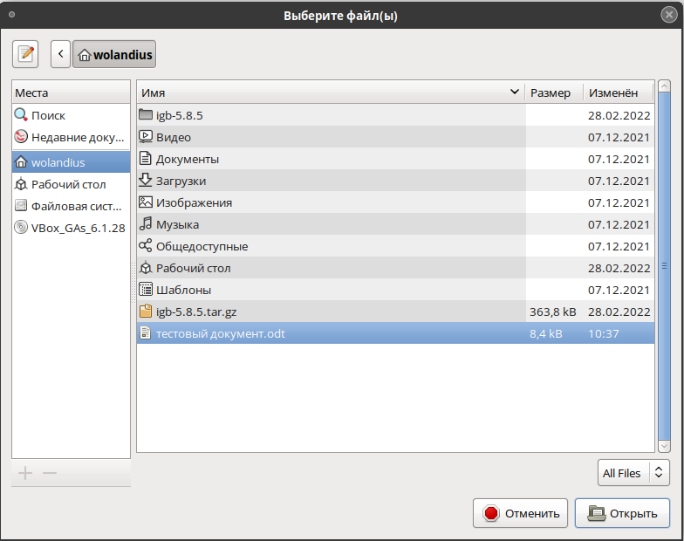 Выберите файл(ы)
wolandius
Места
Имя Размер Изменён
Поиск
Недавние доку...
wolandius
Рабочий стол
Файловая сист...
VBox_GAs_6.1.28
igb-5.8.5 28.02.2022
Видео 07.12.2021
Документы 07.12.2021
Загрузки 07.12.2021
Изображения 07.12.2021
Музыка 07.12.2021
Общедоступные 07.12.2021
Рабочий стол 28.02.2022
Шаблоны 07.12.2021
igb-5.8.5.tar.gz 363,8 kB 28.02.2022
тестовый документ.odt 8,4 kB 10:37
All Files
Отменить Открыть